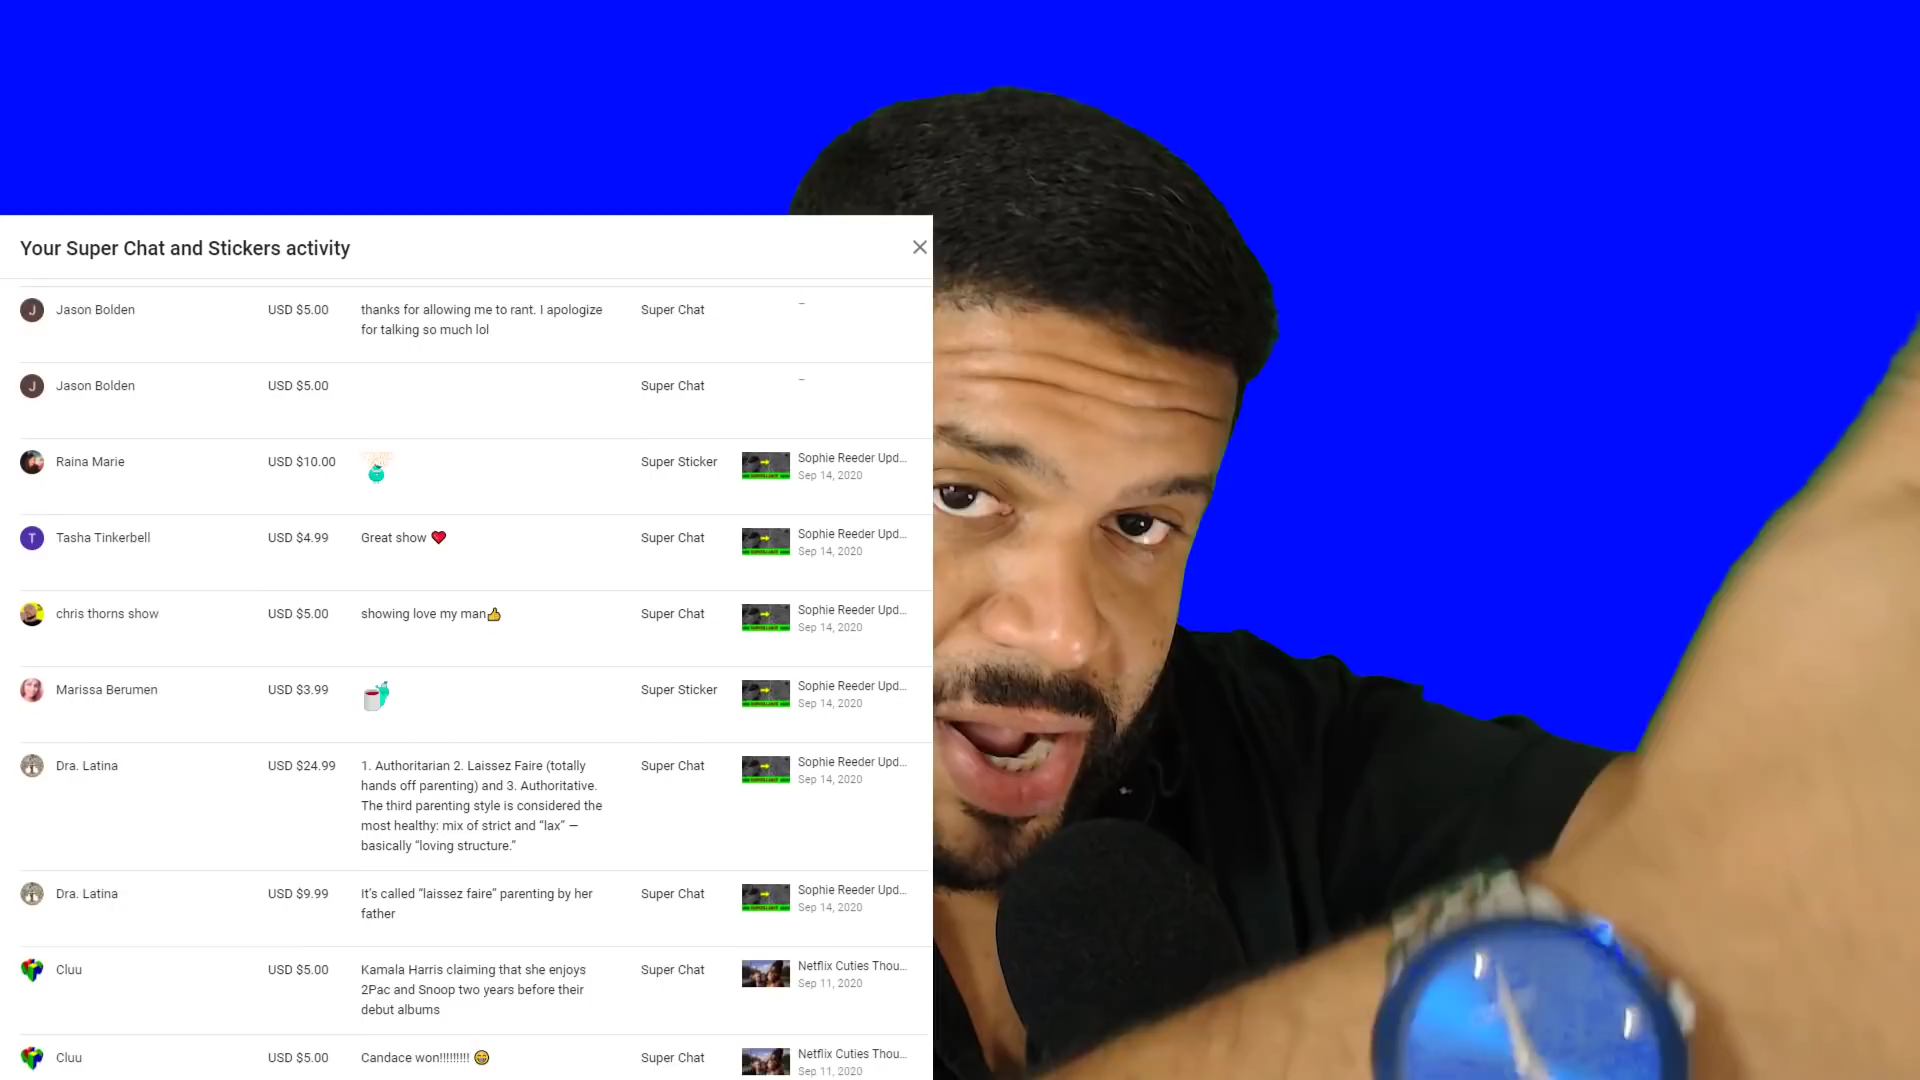 Your Super Chat and Stickers activity
J Jason Bolden USD $5.00 thanks for allowing me to rant. I apologize Super Chat –
for talking so much lol
J Jason Bolden USD $5.00 Super Chat –
Raina Marie USD $10.00 Super Sticker Sophie Reeder Upd...
Sep 14, 2020
T Tasha Tinkerbell USD $4.99 Great show ❤ Super Chat Sophie Reeder Upd...
Sep 14, 2020
chris thorns show USD $5.00 showing love my man👍 Super Chat Sophie Reeder Upd...
Sep 14, 2020
Marissa Berumen USD $3.99 Super Sticker Sophie Reeder Upd...
Sep 14, 2020
Dra. Latina USD $24.99 1. Authoritarian 2. Laissez Faire (totally Super Chat Sophie Reeder Upd...
hands off parenting) and 3. Authoritative. Sep 14, 2020
The third parenting style is considered the
most healthy: mix of strict and “lax” —
basically “loving structure.”
Dra. Latina USD $9.99 It’s called “laissez faire” parenting by her Super Chat Sophie Reeder Upd...
father Sep 14, 2020
Cluu USD $5.00 Kamala Harris claiming that she enjoys Super Chat Netflix Cuties Thou...
2Pac and Snoop two years before their Sep 11, 2020
debut albums
Cluu USD $5.00 Candace won!!!!!!!!! 😁 Super Chat Netflix Cuties Thou...
Sep 11, 2020